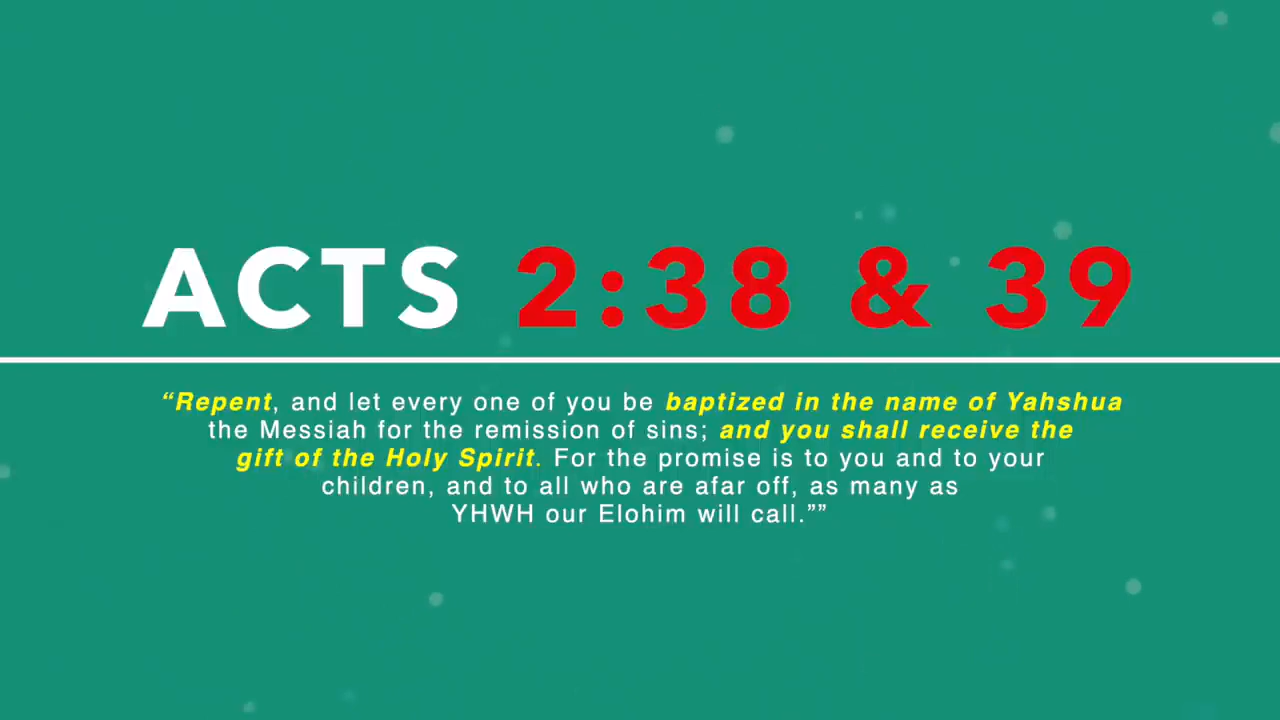 ACTS 2:38 & 39
“Repent, and let every one of you be baptized in the name of Yahshua
the Messiah for the remission of sins; and you shall receive the
gift of the Holy Spirit. For the promise is to you and to your
children, and to all who are afar off, as many as
YHWH our Elohim will call.””